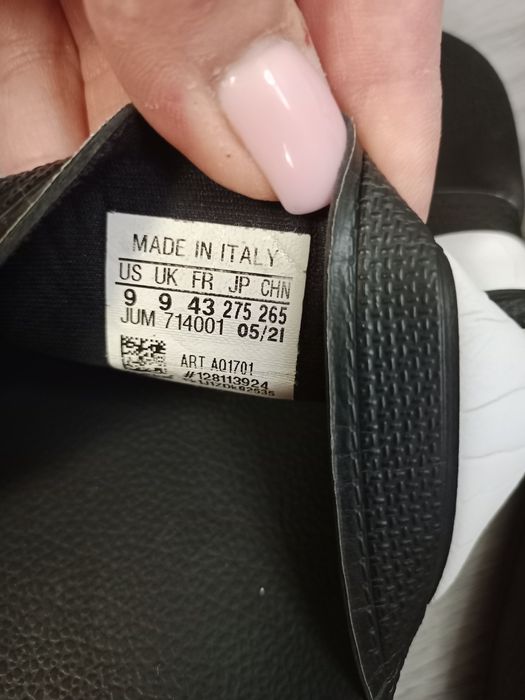 MADE IN ITALY
US UK FR JP CHN
9 9 43 275 265
JUM 714001 05/21
ART AQ1701
#128113924